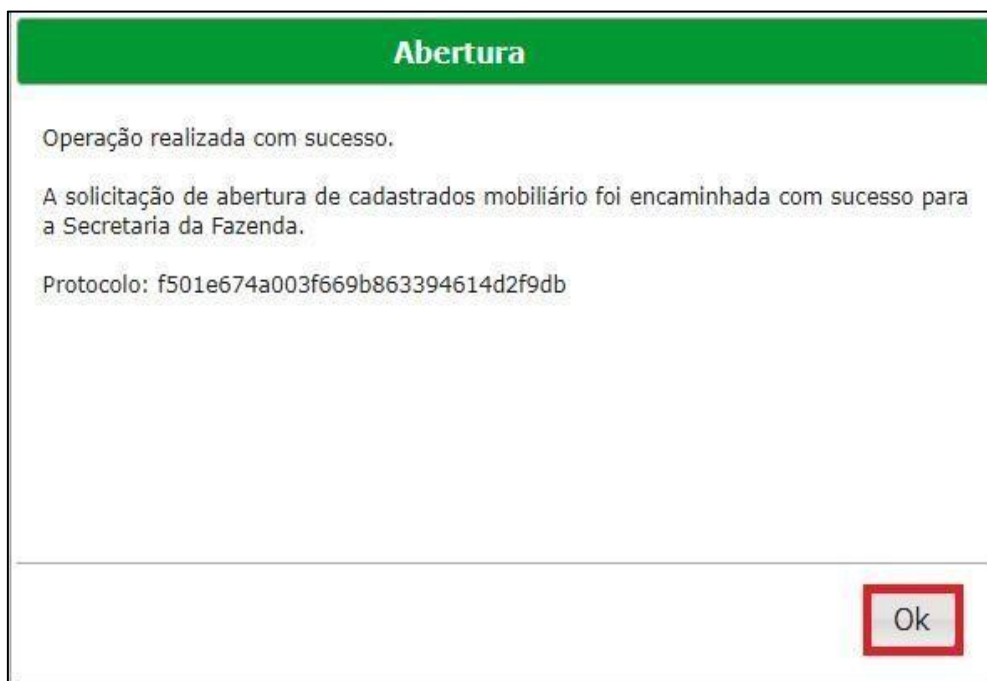 Abertura
Operação realizada com sucesso.
A solicitação de abertura de cadastrados mobiliário foi encaminhada com sucesso para
a Secretaria da Fazenda.
Protocolo: f501e674a003f669b863394614d2f9db
Ok